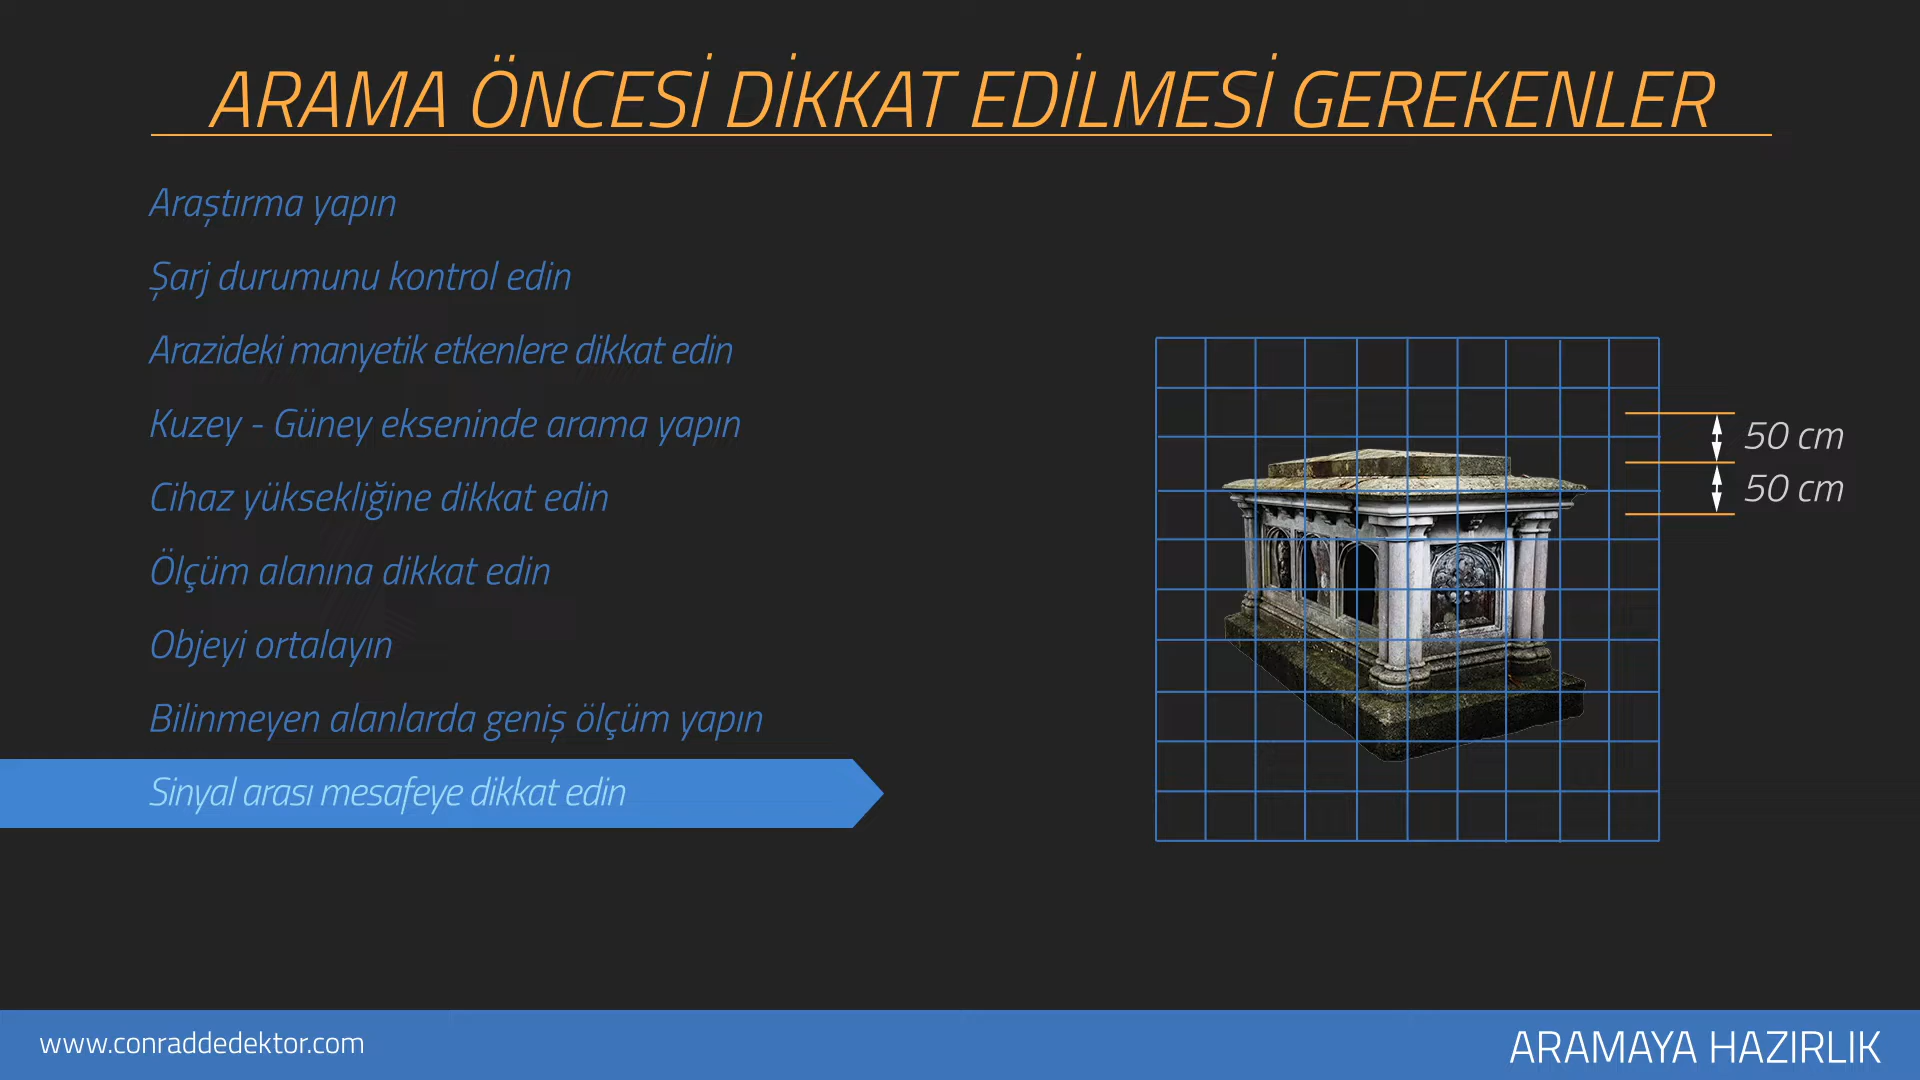 ARAMA ÖNCESİ DİKKAT EDİLMESİ GEREKENLER
Araştırma yapın
Şarj durumunu kontrol edin
Arazideki manyetik etkenlere dikkat edin
Kuzey - Güney ekseninde arama yapın
Cihaz yüksekliğine dikkat edin
Ölçüm alanına dikkat edin
Objeyi ortalayın
Bilinmeyen alanlarda geniş ölçüm yapın
Sinyal arası mesafeye dikkat edin
50 cm
50 cm
www.conraddedektor.com
ARAMAYA HAZIRLIK